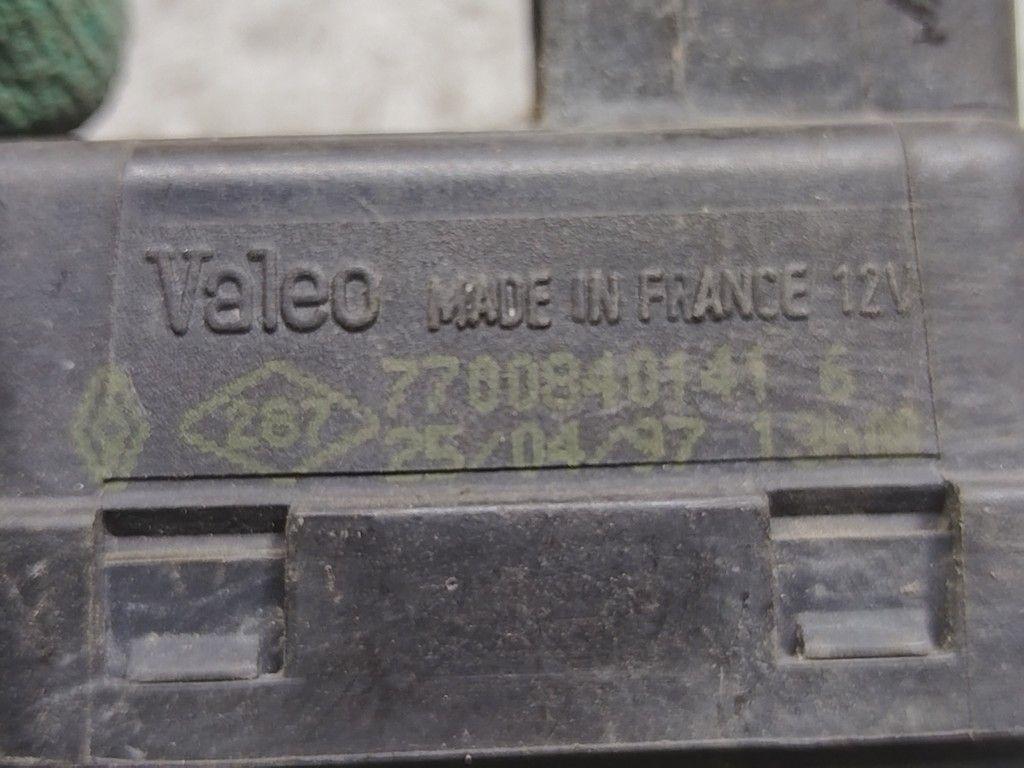 Valeo MADE IN FRANCE 12V
287 7700840141 6
25/04/97